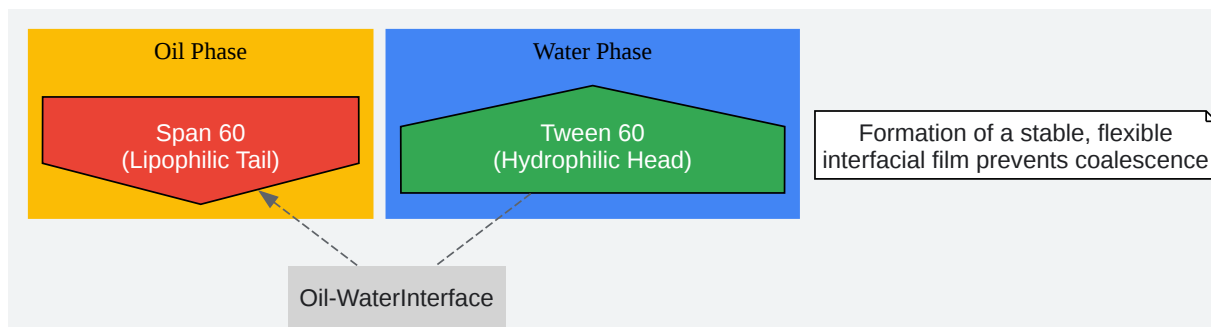 Oil Phase
Span 60
(Lipophilic Tail)
Water Phase
Tween 60
(Hydrophilic Head)
Formation of a stable, flexible
interfacial film prevents coalescence
Oil-WaterInterface